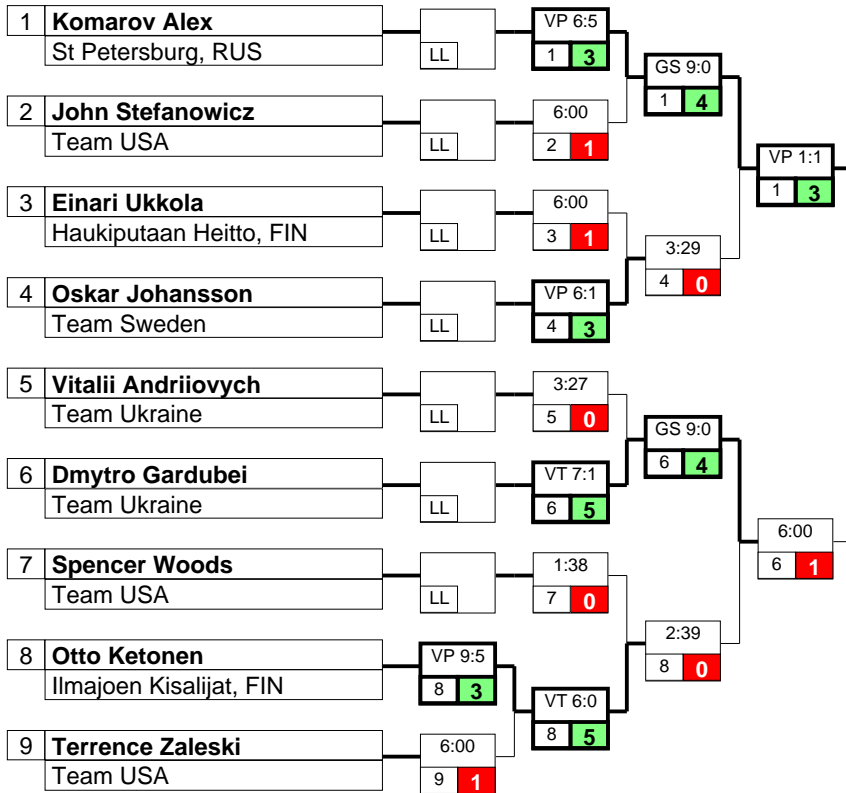 1 Komarov Alex
St Petersburg, RUS
LL
VP 6:5
1 3
GS 9:0
1 4
2 John Stefanowicz
Team USA
LL
6:00
2 1
VP 1:1
1 3
3 Einari Ukkola
Haukiputaan Heitto, FIN
LL
6:00
3 1
3:29
4 0
4 Oskar Johansson
Team Sweden
LL
VP 6:1
4 3
5 Vitalii Andriiovych
Team Ukraine
LL
3:27
5 0
GS 9:0
6 4
6 Dmytro Gardubei
Team Ukraine
LL
VT 7:1
6 5
6:00
6 1
7 Spencer Woods
Team USA
LL
1:38
7 0
2:39
8 0
8 Otto Ketonen
Ilmajoen Kisalijat, FIN
VP 9:5
8 3
VT 6:0
8 5
9 Terrence Zaleski
Team USA
6:00
9 1